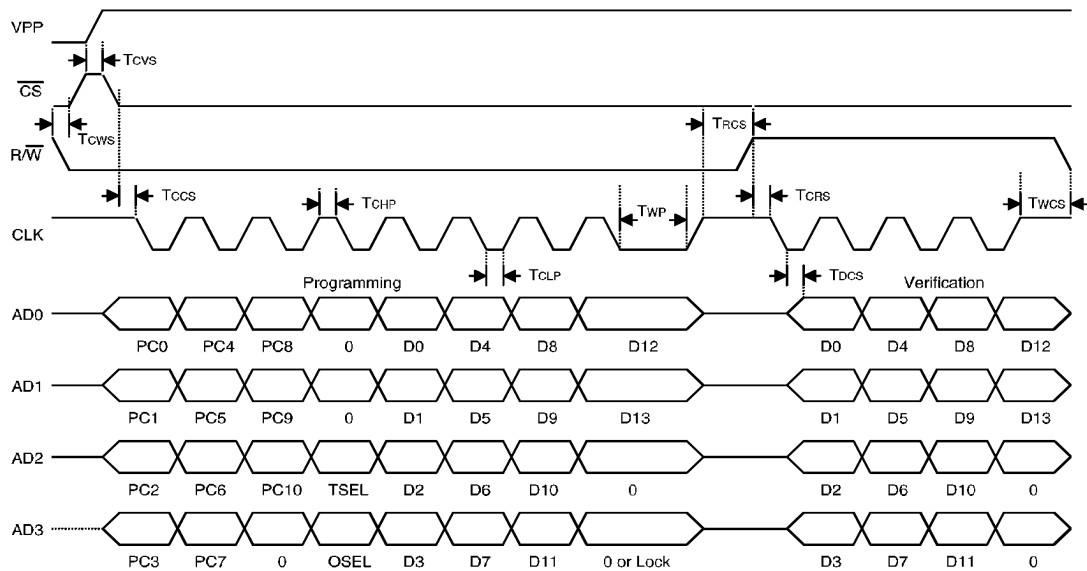 VPP
TCVS
CS
TCWS
TRCS
R/W
TCCS
TCHP
TWP
TCRS
TWCS
CLK
TCLP
TDCS
Programming
Verification
AD0
PC0 PC4 PC8 0 D0 D4 D8 D12 D0 D4 D8 D12
AD1
PC1 PC5 PC9 0 D1 D5 D9 D13 D1 D5 D9 D13
AD2
PC2 PC6 PC10 TSEL D2 D6 D10 0 D2 D6 D10 0
AD3
PC3 PC7 0 OSEL D3 D7 D11 0 or Lock D3 D7 D11 0